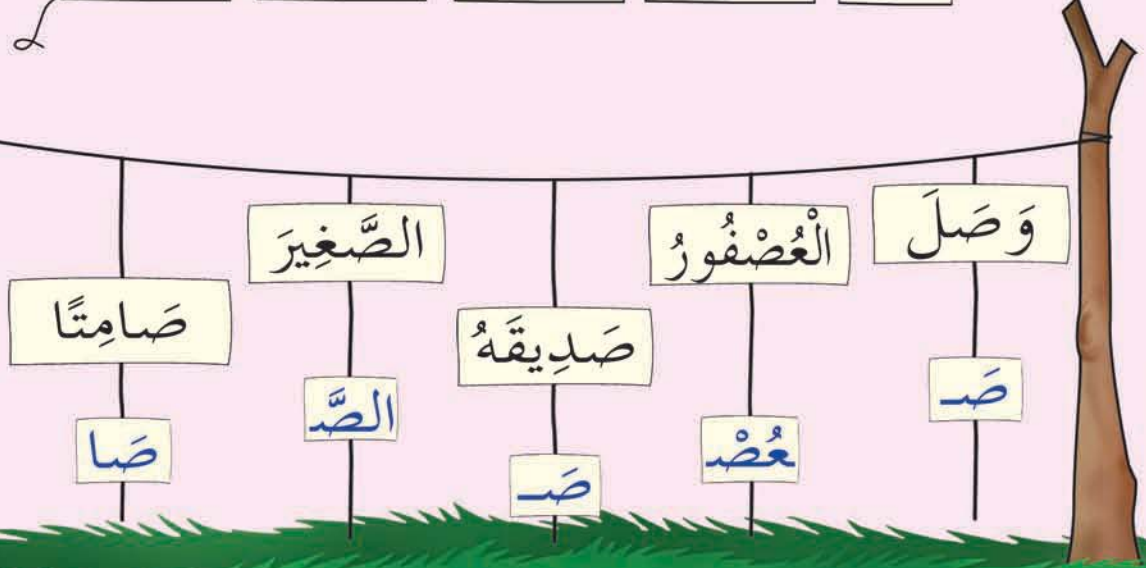 وَصَلَ الْعُصْفُورُ صَدِيقَهُ الصَّغِيرَ صَامِتًا
صَـ عُصْـ صَـ الصَّـ صَا